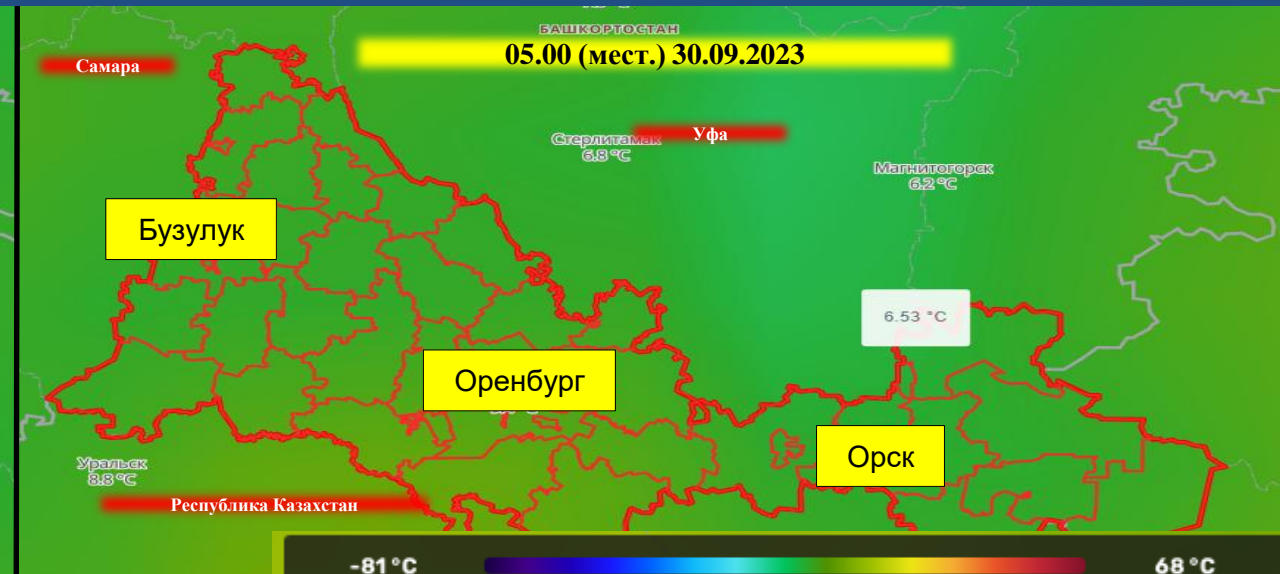 БАШКОРТОСТАН
05.00 (мест.) 30.09.2023
Самара
Стерлитамак
6.8 °C
Уфа
Магнитогорск
6.2 °C
Бузулук
6.53 °C
Оренбург
Орск
Уральск
8.8 °C
Республика Казахстан
-81°C
68°C